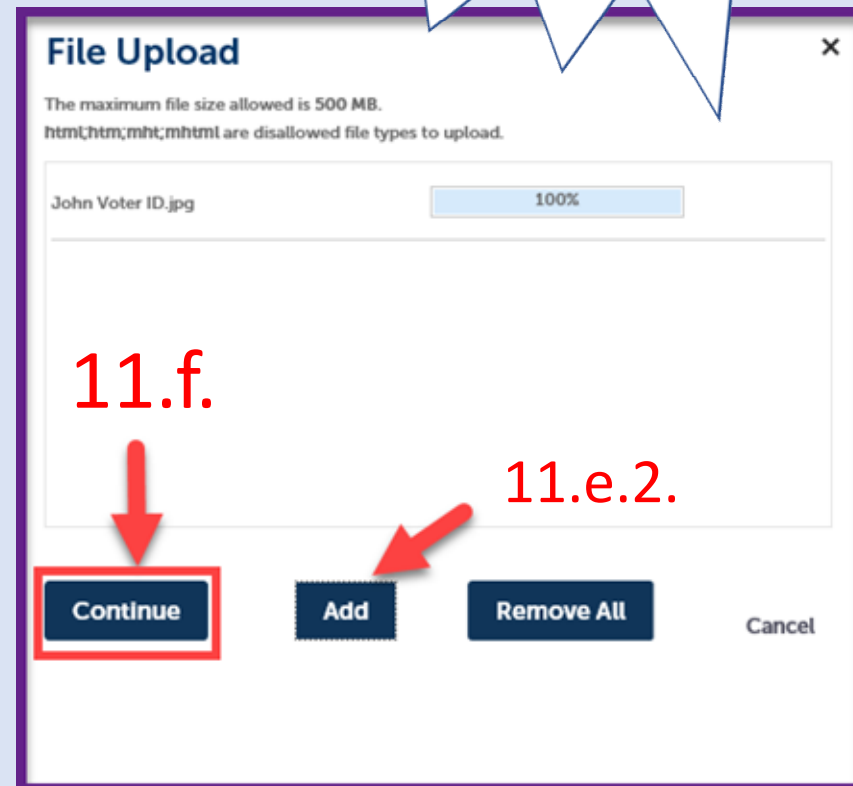 File Upload
×
The maximum file size allowed is 500 MB.
html;htm;mht;mhtml are disallowed file types to upload.
John Voter ID.jpg 100%
11.f.
11.e.2.
Continue Add Remove All Cancel